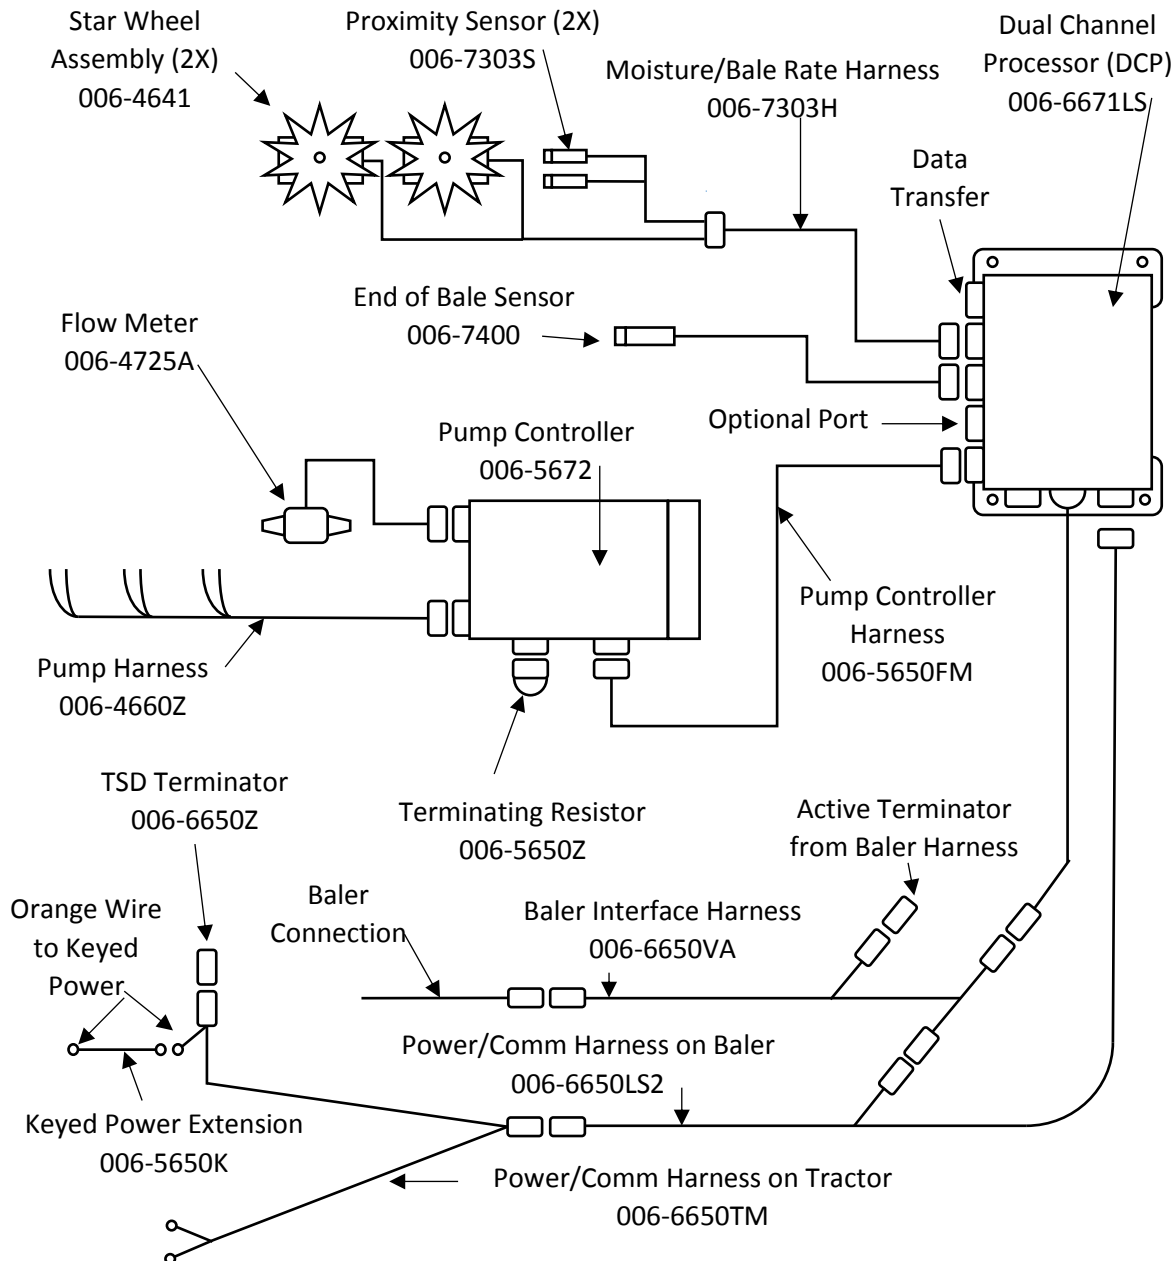 Star Wheel
Assembly (2X)
006-4641
Proximity Sensor (2X)
006-7303S
Moisture/Bale Rate Harness
006-7303H
Dual Channel
Processor (DCP)
006-6671LS
Data
Transfer
End of Bale Sensor
006-7400
Flow Meter
006-4725A
Optional Port
Pump Controller
006-5672
Pump Controller
Harness
006-5650FM
Pump Harness
006-4660Z
TSD Terminator
006-6650Z
Terminating Resistor
006-5650Z
Active Terminator
from Baler Harness
Orange Wire
to Keyed
Power
Baler
Connection
Baler Interface Harness
006-6650VA
Power/Comm Harness on Baler
006-6650LS2
Keyed Power Extension
006-5650K
Power/Comm Harness on Tractor
006-6650TM